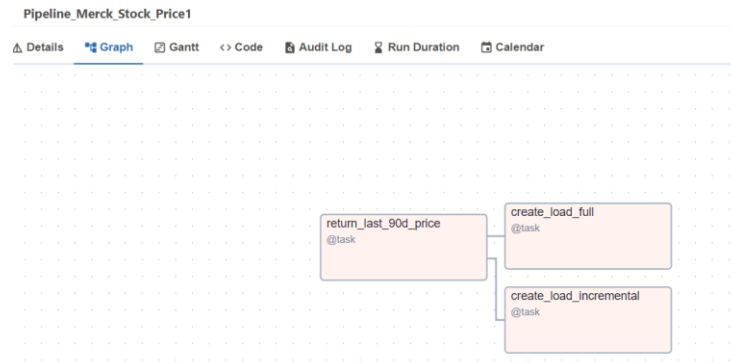 Pipeline_Merck_Stock_Price1
Details Graph Gantt <> Code Audit Log Run Duration Calendar
return_last_90d_price
@task
create_load_full
@task
create_load_incremental
@task